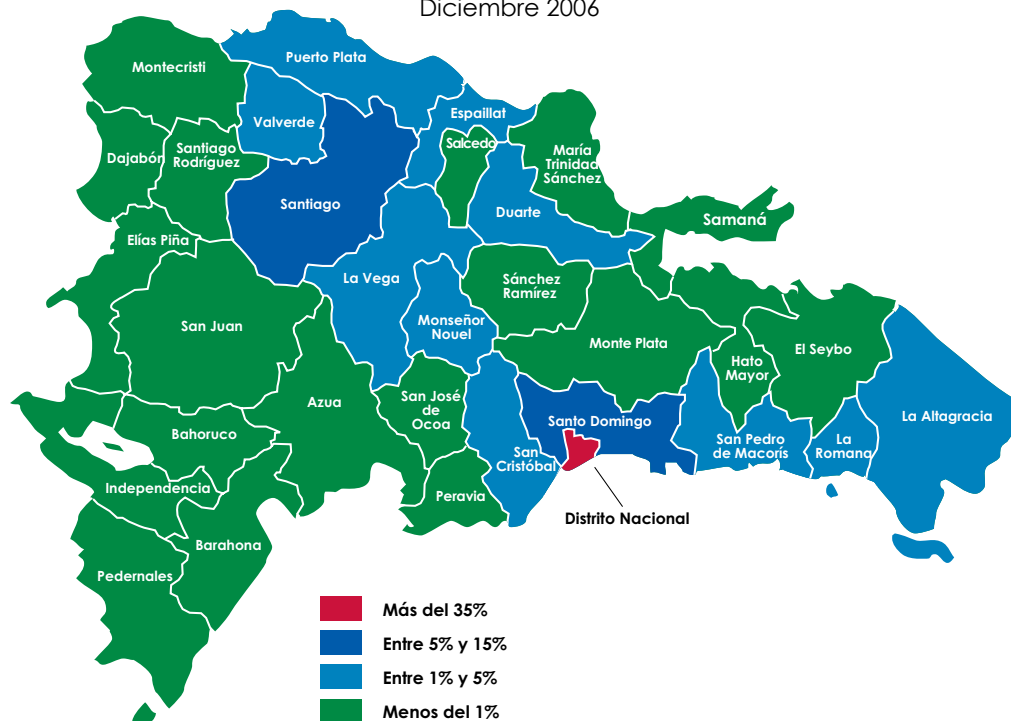 Diciembre 2006
Puerto Plata
Montecristi
Espaillat
Valverde
Salcedo
Dajabón
Santiago
Rodríguez
María
Trinidad
Sánchez
Santiago
Duarte
Samaná
Elías Piña
La Vega
Sánchez
Ramírez
San Juan
Monseñor
Nouel
Monte Plata
El Seybo
Hato
Mayor
Azua
San José
de
Ocoa
La Altagracia
Santo Domingo
Bahoruco
San
Cristóbal
San Pedro
de Macorís
La
Romana
Independencia
Peravia
Distrito Nacional
Barahona
Pedernales
Más del 35%
Entre 5% y 15%
Entre 1% y 5%
Menos del 1%